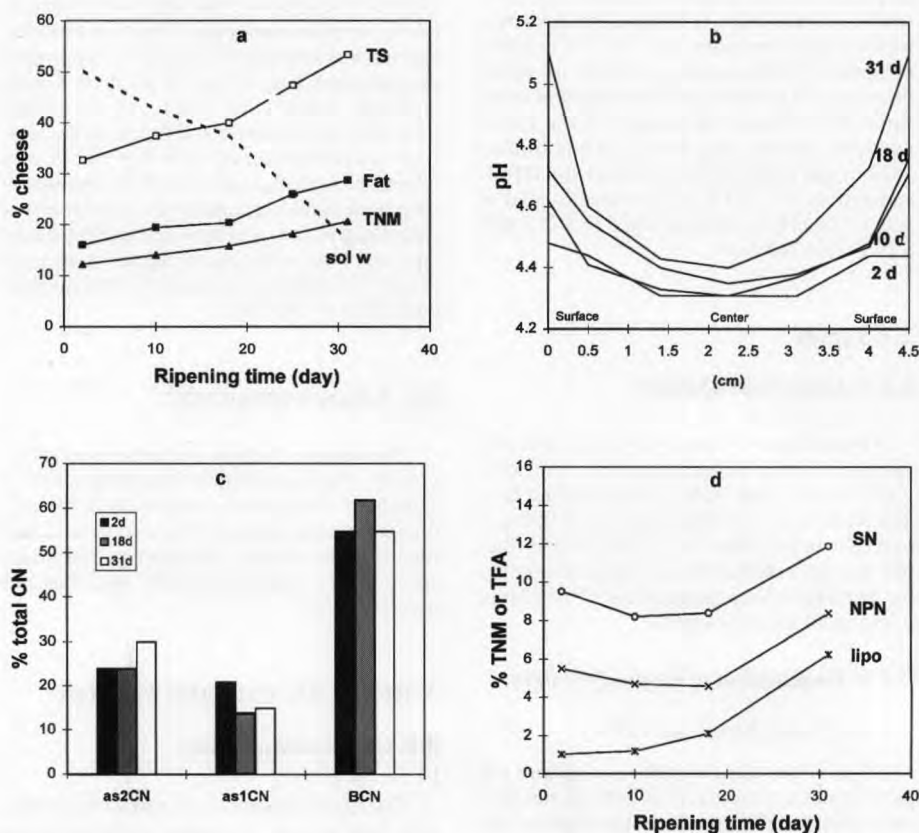 a
60
50
40
30
20
10
0
% cheese
TS
Fat
TNM
sol w
0 10 20 30 40
Ripening time (day)
b
5.2
5
4.8
4.6
4.4
4.2
pH
31 d
18 d
10 d
2 d
Surface Center Surface
0 0.5 1 1.5 2 2.5 3 3.5 4 4.5
(cm)
c
70
60
50
40
30
20
10
0
% total CN
2d
18d
31d
as2CN as1CN BCN
d
16
14
12
10
8
6
4
2
0
% TNM or TFA
SN
NPN
lipo
0 10 20 30 40
Ripening time (day)